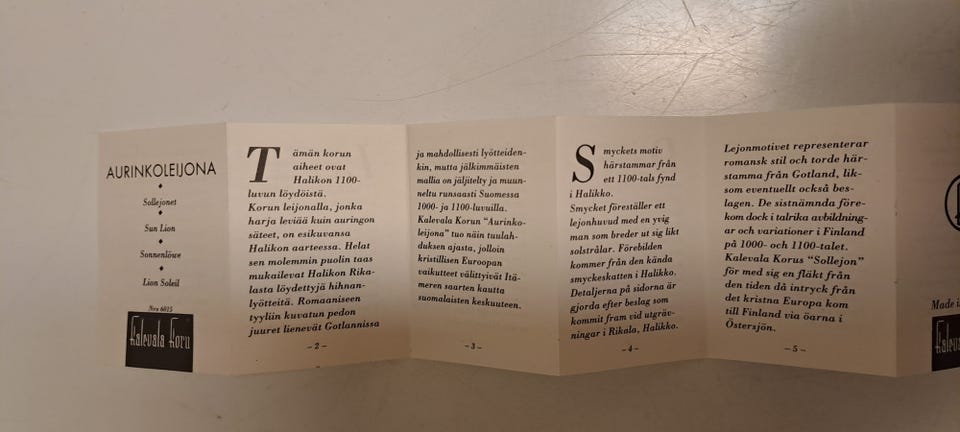 AURINKOLEIJONA
Sollejonet
Sun Lion
Sonnenlöwe
Lion Soleil
Nro 6015
Kalevala Koru
Tämän korun
aiheet ovat
Halikon 1100-
luvun löydöistä.
Korun leijonalla, jonka
harja leviää kuin auringon
säteet, on esikuvansa
Halikon aarteessa. Helat
sen molemmin puolin taas
mukailevat Halikon Rika-
lasta löydettyjä hihnan-
lyötteitä. Romaaniseen
tyyliin kuvatun pedon
juuret lienevät Gotlannissa
– 2 –
ja mahdollisesti lyötteiden-
kin, mutta jälkimmäisten
mallia on jäljitelty ja muun-
neltu runsaasti Suomessa
1000- ja 1100-luvuilla.
Kalevala Korun "Aurinko-
leijona" tuo näin tuulah-
duksen ajasta, jolloin
kristillisen Euroopan
vaikutteet välittyivät Itä-
meren saarten kautta
suomalaisten keskuuteen.
– 3 –
Smyckets motiv
härstammar från
ett 1100-tals fynd
i Halikko.
Smycket föreställer ett
lejonhuvud med en yvig
man som breder ut sig likt
solstrålar. Förebilden
kommer från den kända
smyckeskatten i Halikko.
Detaljerna på sidorna är
gjorda efter beslag som
kommit fram vid utgräv-
ningar i Rikala, Halikko.
– 4 –
Lejonmotivet representerar
romansk stil och torde här-
stamma från Gotland, lik-
som eventuellt också bes-
lagen. De sistnämnda före-
kom dock i talrika avbildning-
ar och variationer i Finland
på 1000- och 1100-talet.
Kalevala Korus "Sollejon"
för med sig en fläkt från
den tiden då intryck från
det kristna Europa kom
till Finland via öarna i
Östersjön.
– 5 –
Made
Kaleva